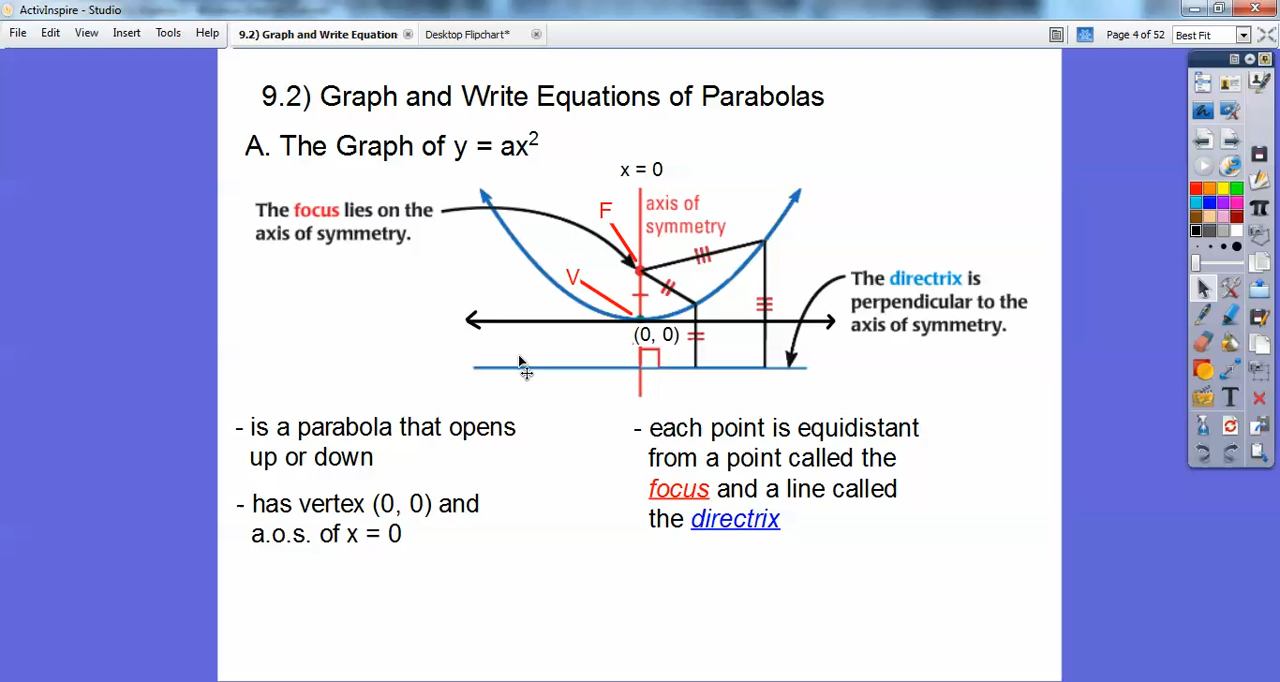 ActivInspire - Studio
File Edit View Insert Tools Help
9.2) Graph and Write Equation
Desktop Flipchart*
Page 4 of 52
Best Fit
9.2) Graph and Write Equations of Parabolas
A. The Graph of y = ax²
x = 0
The focus lies on the
axis of symmetry.
F
axis of
symmetry
V
(0, 0)
The directrix is
perpendicular to the
axis of symmetry.
- is a parabola that opens
up or down
- has vertex (0, 0) and
a.o.s. of x = 0
- each point is equidistant
from a point called the
focus and a line called
the directrix